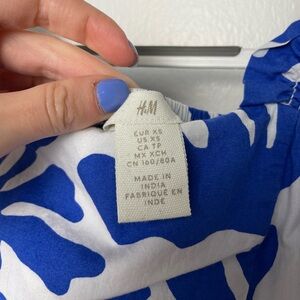 H&M
EUR XS
US XS
CA TP
MX XCH
CN 160/80A
MADE IN
INDIA
FABRIQUÉ EN
INDE